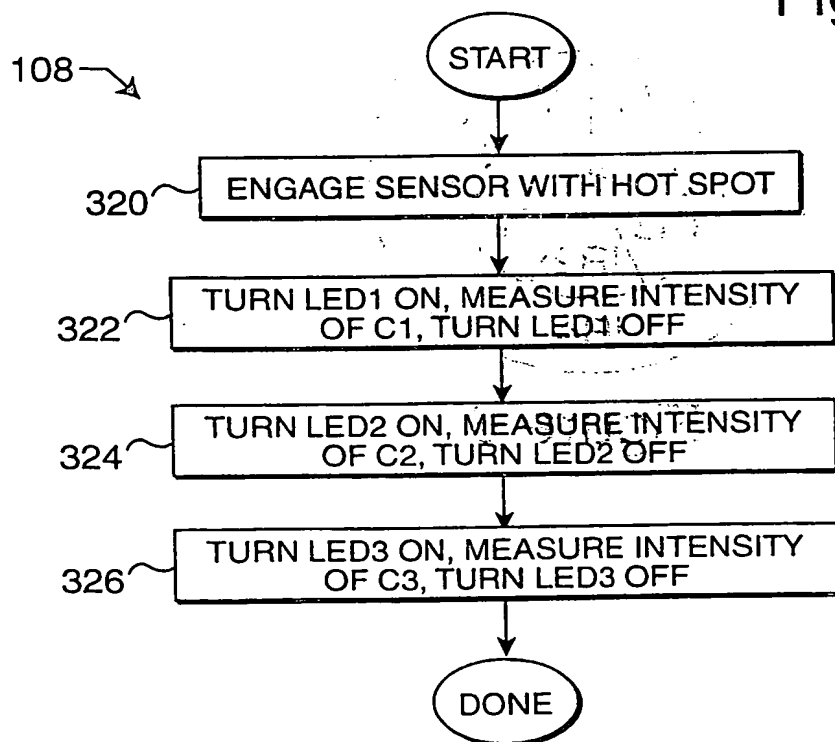 Fig
START
108
320
ENGAGE SENSOR WITH HOT SPOT
322
TURN LED1 ON, MEASURE INTENSITY
OF C1, TURN LED1 OFF
324
TURN LED2 ON, MEASURE INTENSITY
OF C2, TURN LED2 OFF
326
TURN LED3 ON, MEASURE INTENSITY
OF C3, TURN LED3 OFF
DONE